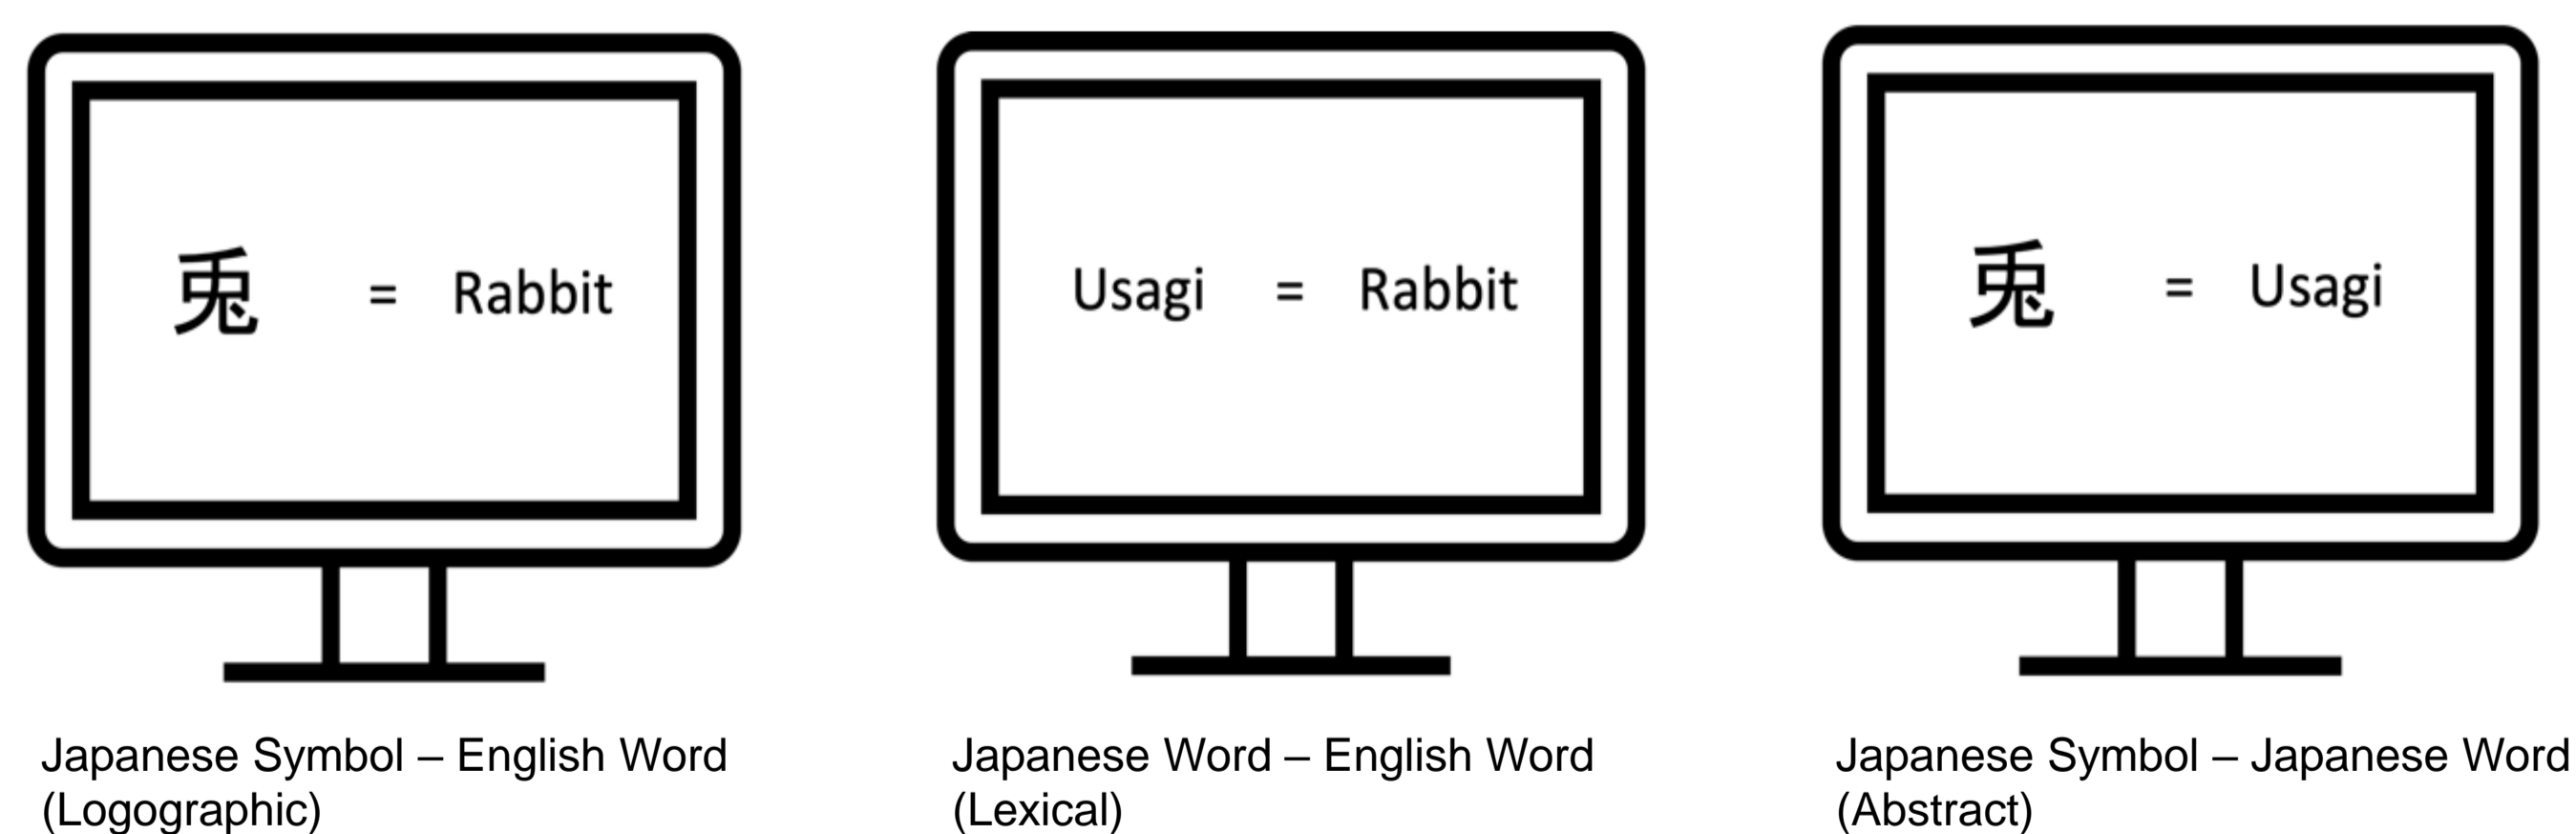 兎 = Rabbit
Usagi = Rabbit
兎 = Usagi
Japanese Symbol – English Word
(Logographic)
Japanese Word – English Word
(Lexical)
Japanese Symbol – Japanese Word
(Abstract)